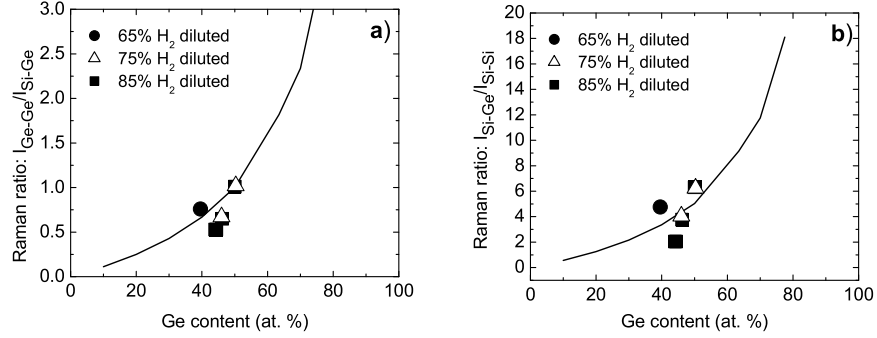 a)
65% H2 diluted
75% H2 diluted
85% H2 diluted
3.0
2.5
2.0
1.5
1.0
0.5
0.0
0 20 40 60 80 100
Ge content (at. %)
Raman ratio: IGe-Ge/ISi-Ge
b)
65% H2 diluted
75% H2 diluted
85% H2 diluted
20
18
16
14
12
10
8
6
4
2
0
0 20 40 60 80 100
Ge content (at. %)
Raman ratio: ISi-Ge/ISi-Si